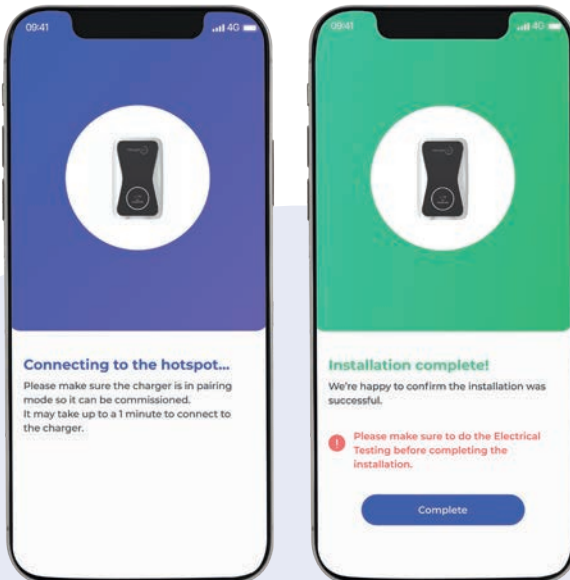 09:41
4G
Connecting to the hotspot...
Please make sure the charger is in pairing
mode so it can be commissioned.
It may take up to a 1 minute to connect to
the charger.
09:41
4G
Installation complete!
We're happy to confirm the installation was
successful.
!
Please make sure to do the Electrical
Testing before completing the
installation.
Complete